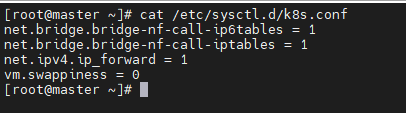 [root@master ~]# cat /etc/sysctl.d/k8s.conf
net.bridge.bridge-nf-call-ip6tables = 1
net.bridge.bridge-nf-call-iptables = 1
net.ipv4.ip_forward = 1
vm.swappiness = 0
[root@master ~]#